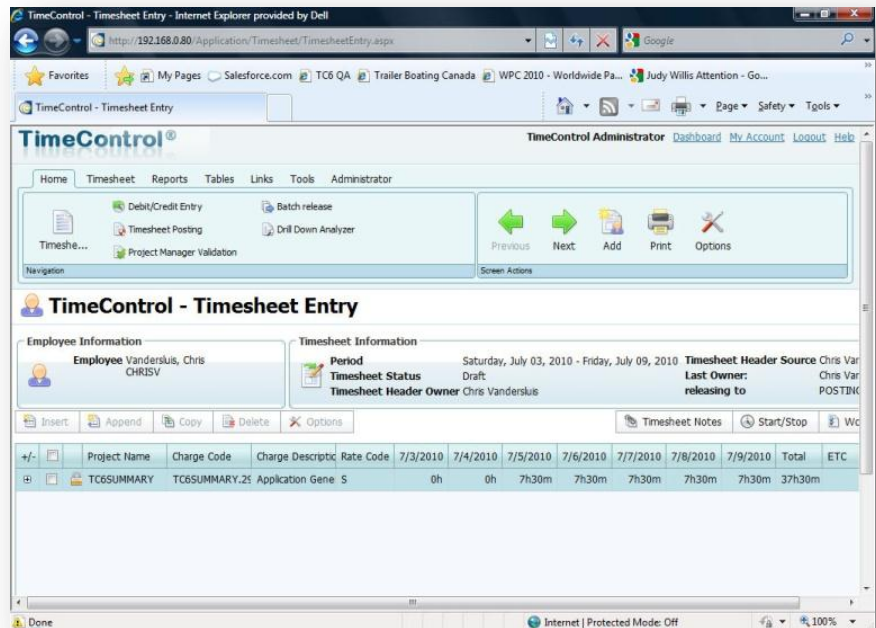 TimeControl - Timesheet Entry - Internet Explorer provided by Dell
http://192.168.0.80/Application/Timesheet/TimesheetEntry.aspx
Google
Favorites My Pages Salesforce.com TC6 QA Trailer Boating Canada WPC 2010 - Worldwide Pa... Judy Willis Attention - Go...
TimeControl - Timesheet Entry
Page Safety Tools
TimeControl®
TimeControl Administrator Dashboard My Account Logout Help
Home Timesheet Reports Tables Links Tools Administrator
Timeshe...
Debit/Credit Entry
Timesheet Posting
Project Manager Validation
Batch release
Drill Down Analyzer
Navigation
Previous Next Add Print Options
Screen Actions
TimeControl - Timesheet Entry
Employee Information
Employee Vandersluis, Chris
CHRISV
Timesheet Information
Period Saturday, July 03, 2010 - Friday, July 09, 2010 Timesheet Header Source Chris Var
Timesheet Status Draft Last Owner: Chris Var
Timesheet Header Owner Chris Vandersluis releasing to POSTING
Insert Append Copy Delete Options Timesheet Notes Start/Stop Wo
+/- Project Name Charge Code Charge Descriptic Rate Code 7/3/2010 7/4/2010 7/5/2010 7/6/2010 7/7/2010 7/8/2010 7/9/2010 Total ETC
TC6SUMMARY TC6SUMMARY.29 Application Gene S 0h 0h 7h30m 7h30m 7h30m 7h30m 7h30m 37h30m
Done Internet | Protected Mode: Off 100%